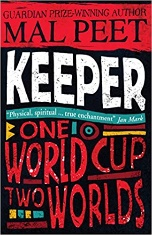 GUARDIAN PRIZE-WINNING AUTHOR
MAL PEET
KEEPER
"Physical, spiritual ... true enchantment" Jan Mark
ONE
WORLD CUP
TWO
WORLDS